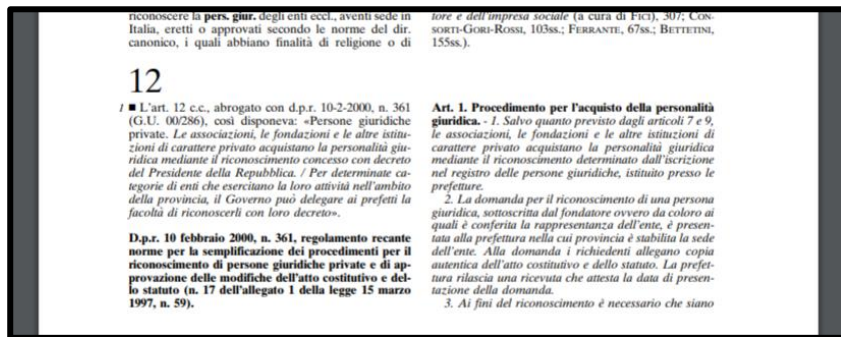 riconoscere la pers. giur. degli enti eccl., aventi sede in
Italia, eretti o approvati secondo le norme del dir.
canonico, i quali abbiano finalità di religione o di
12
1 ■ L'art. 12 c.c., abrogato con d.p.r. 10-2-2000, n. 361
(G.U. 00/286), così disponeva: «Persone giuridiche
private. Le associazioni, le fondazioni e le altre istitu-
zioni di carattere privato acquistano la personalità giu-
ridica mediante il riconoscimento concesso con decreto
del Presidente della Repubblica. / Per determinate ca-
tegorie di enti che esercitano la loro attività nell'ambito
della provincia, il Governo può delegare ai prefetti la
facoltà di riconoscerli con loro decreto».
D.p.r. 10 febbraio 2000, n. 361, regolamento recante
norme per la semplificazione dei procedimenti per il
riconoscimento di persone giuridiche private e di ap-
provazione delle modifiche dell'atto costitutivo e del-
lo statuto (n. 17 dell'allegato 1 della legge 15 marzo
1997, n. 59).
tore e dell'impresa sociale (a cura di FICI), 307; CON-
SORTI-GORI-ROSSI, 103ss.; FERRANTE, 67ss.; BETTETINI,
155ss.).
Art. 1. Procedimento per l'acquisto della personalità
giuridica. - 1. Salvo quanto previsto dagli articoli 7 e 9,
le associazioni, le fondazioni e le altre istituzioni di
carattere privato acquistano la personalità giuridica
mediante il riconoscimento determinato dall'iscrizione
nel registro delle persone giuridiche, istituito presso le
prefetture.
2. La domanda per il riconoscimento di una persona
giuridica, sottoscritta dal fondatore ovvero da coloro ai
quali è conferita la rappresentanza dell'ente, è presen-
tata alla prefettura nella cui provincia è stabilita la sede
dell'ente. Alla domanda i richiedenti allegano copia
autentica dell'atto costitutivo e dello statuto. La prefet-
tura rilascia una ricevuta che attesta la data di presen-
tazione della domanda.
3. Ai fini del riconoscimento è necessario che siano